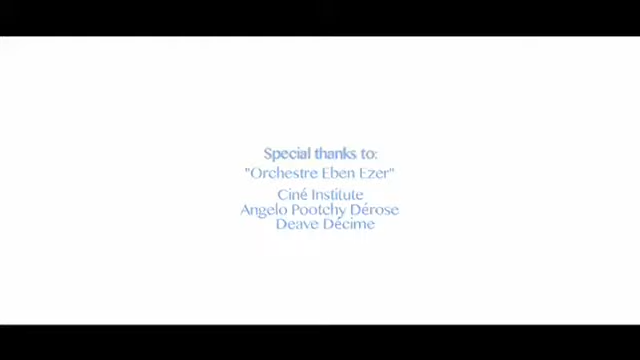 Special thanks to:
"Orchestre Eben Ezer"
Ciné Institute
Angelo Pootchy Dérose
Deave Décime